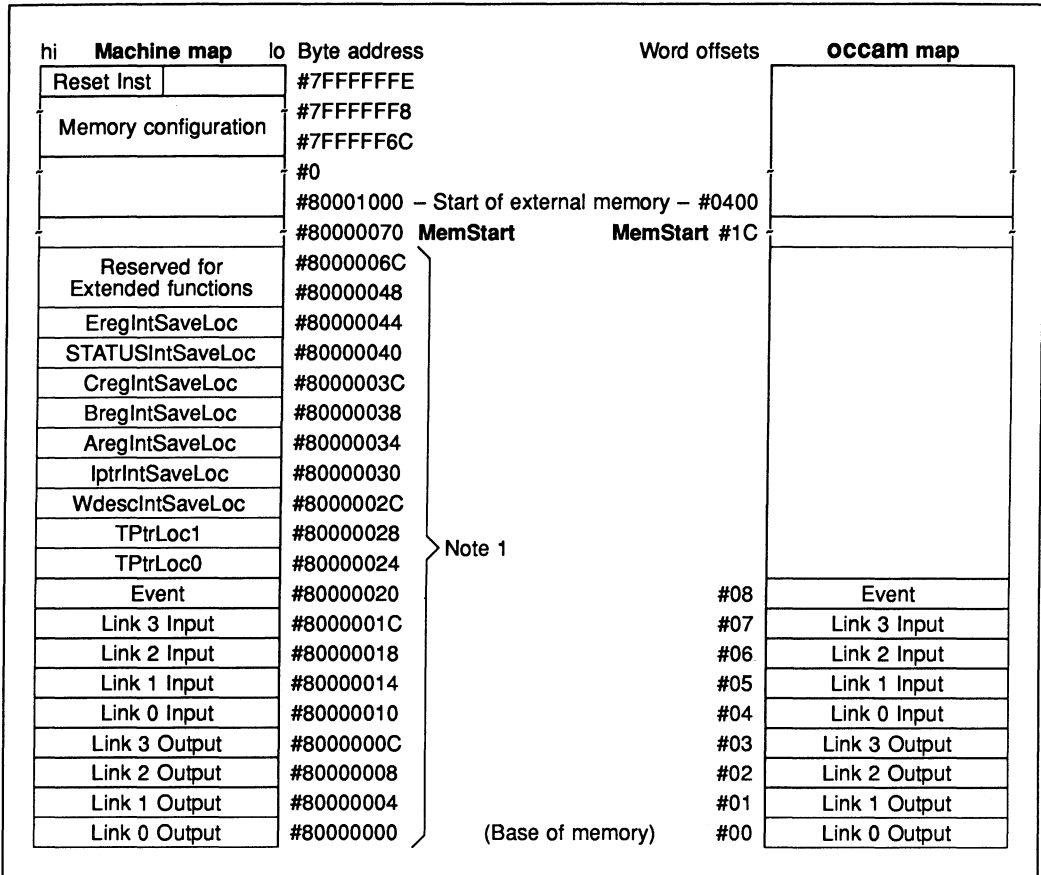 hi Machine map lo Byte address Word offsets occam map
Reset Inst #7FFFFFFE
#7FFFFFF8
Memory configuration
#7FFFFF6C
#0
#80001000 – Start of external memory – #0400
#80000070 MemStart MemStart #1C
Reserved for #8000006C
Extended functions #80000048
EregIntSaveLoc #80000044
STATUSIntSaveLoc #80000040
CregIntSaveLoc #8000003C
BregIntSaveLoc #80000038
AregIntSaveLoc #80000034
IptrIntSaveLoc #80000030
WdescIntSaveLoc #8000002C
TPtrLoc1 #80000028
Note 1
TPtrLoc0 #80000024
Event #80000020 #08 Event
Link 3 Input #8000001C #07 Link 3 Input
Link 2 Input #80000018 #06 Link 2 Input
Link 1 Input #80000014 #05 Link 1 Input
Link 0 Input #80000010 #04 Link 0 Input
Link 3 Output #8000000C #03 Link 3 Output
Link 2 Output #80000008 #02 Link 2 Output
Link 1 Output #80000004 #01 Link 1 Output
Link 0 Output #80000000 (Base of memory) #00 Link 0 Output